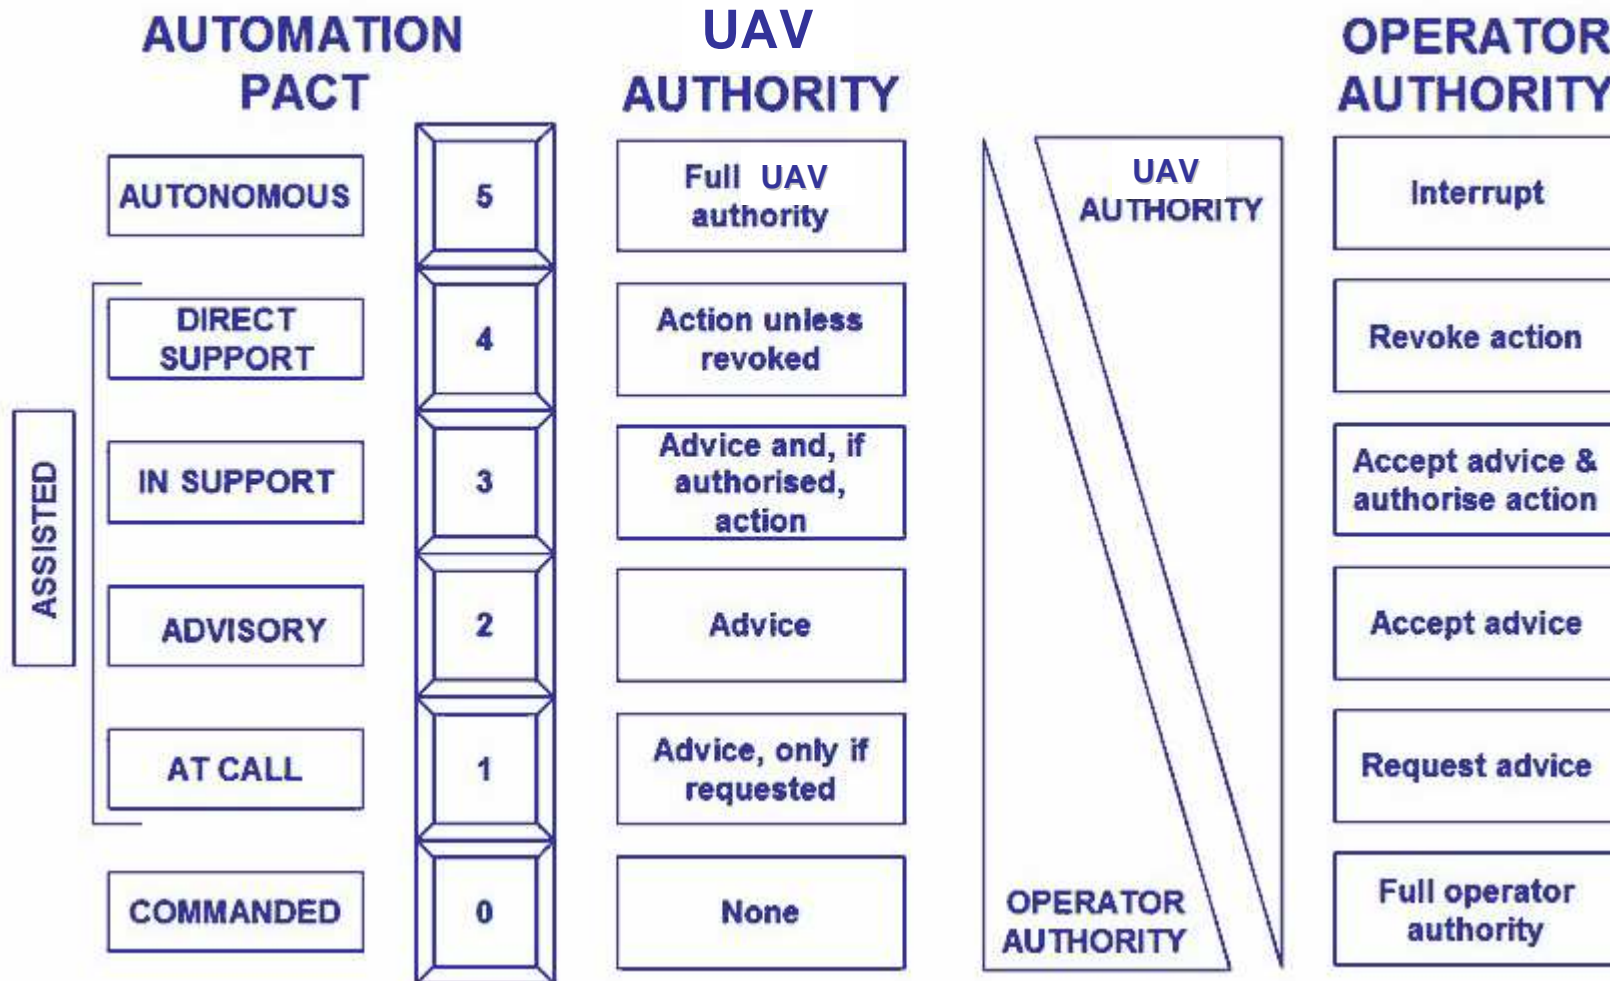 AUTOMATION
PACT
UAV
AUTHORITY
OPERATOR
AUTHORITY
AUTONOMOUS
5
Full UAV
authority
UAV
AUTHORITY
Interrupt
DIRECT
SUPPORT
4
Action unless
revoked
Revoke action
ASSISTED
IN SUPPORT
3
Advice and, if
authorised,
action
Accept advice &
authorise action
ADVISORY
2
Advice
Accept advice
AT CALL
1
Advice, only if
requested
Request advice
COMMANDED
0
None
OPERATOR
AUTHORITY
Full operator
authority